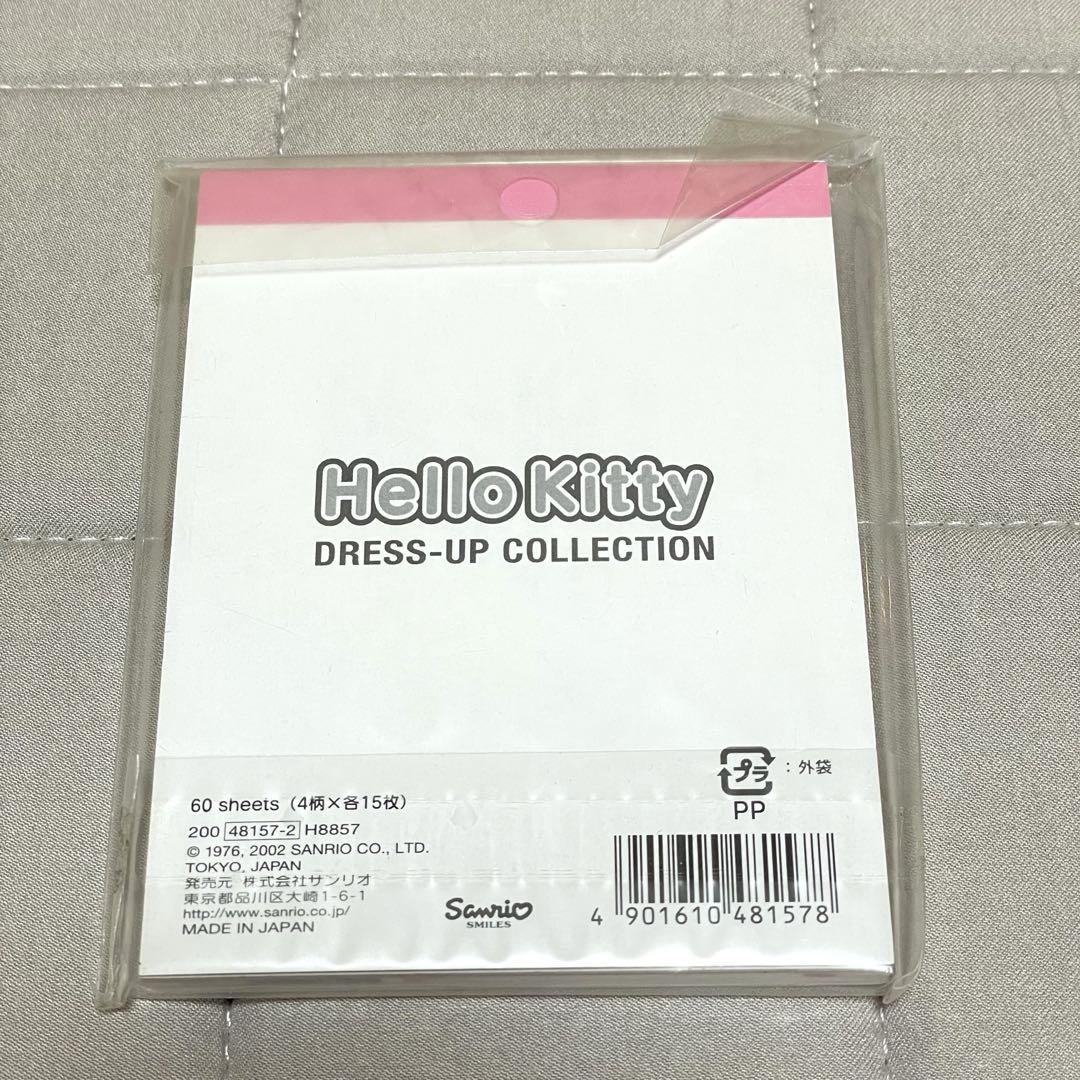 Hello Kitty
DRESS-UP COLLECTION
プラ : 外袋
PP
60 sheets (4柄×各15枚)
200 48157-2 H8857
© 1976, 2002 SANRIO CO., LTD.
TOKYO, JAPAN
発売元 株式会社サンリオ
東京都品川区大崎1-6-1
http://www.sanrio.co.jp/
MADE IN JAPAN
Sanrio
SMILES
4 901610 481578